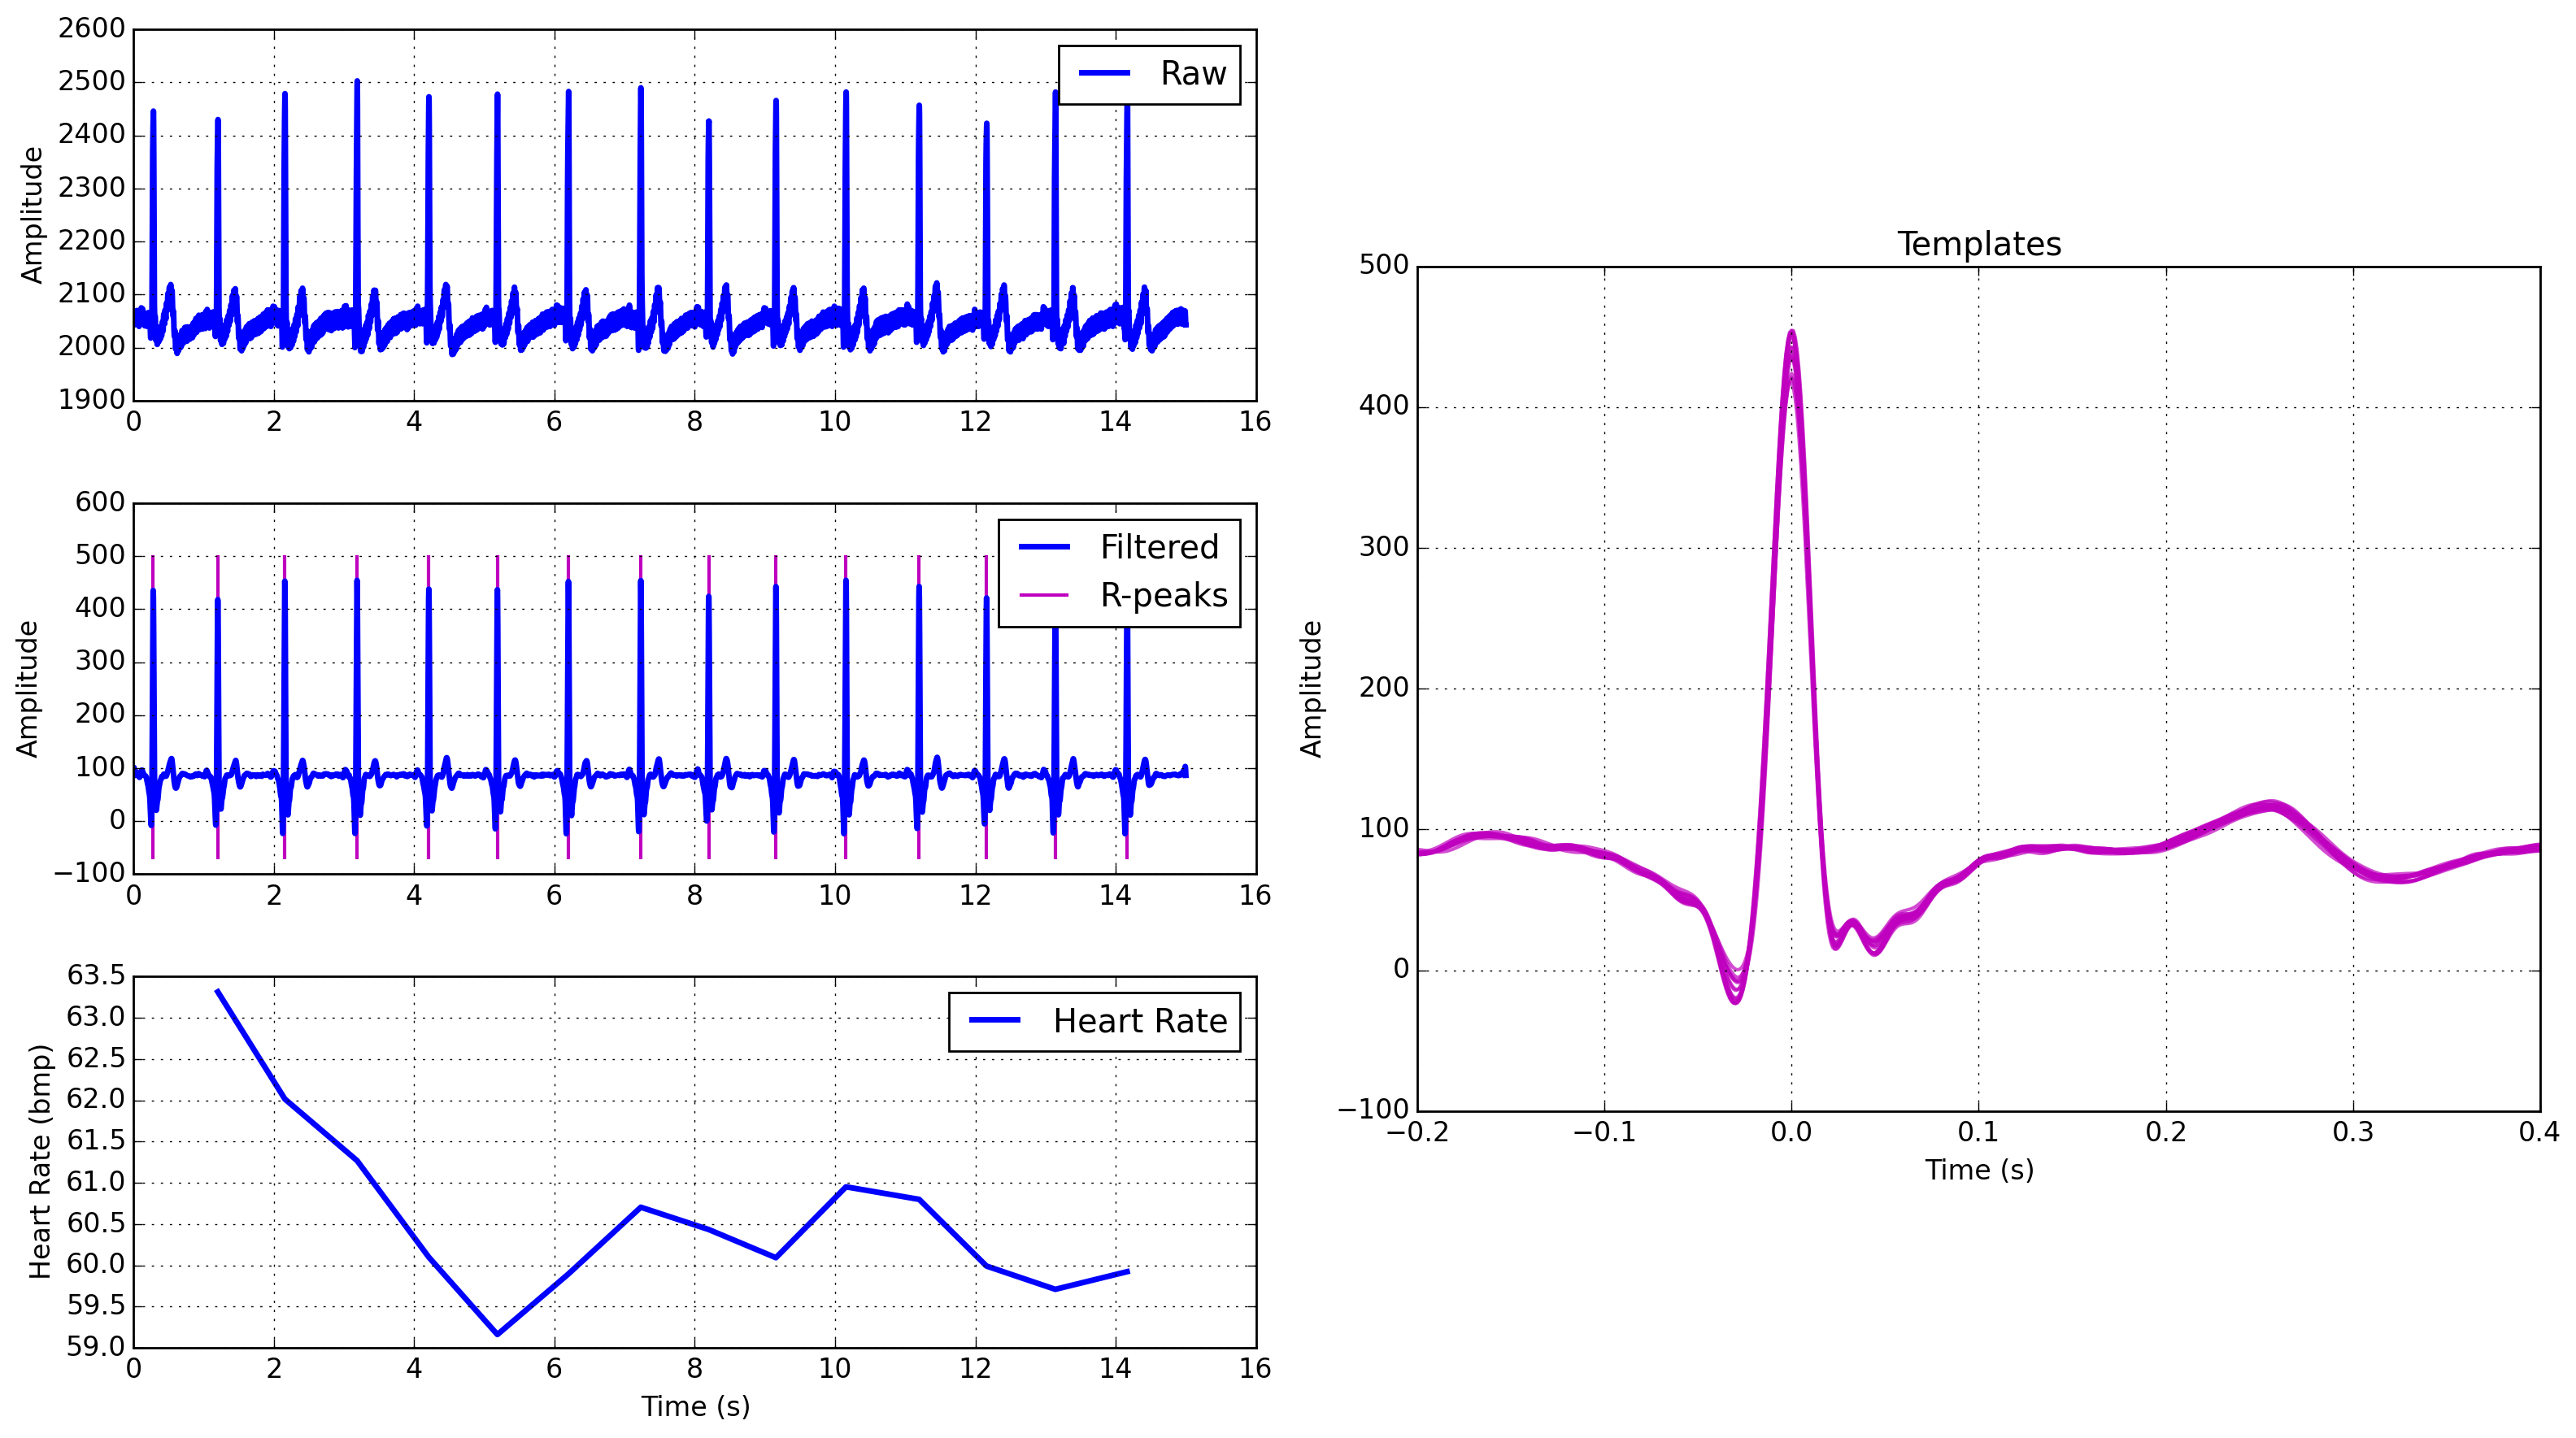 2600
2500
2400
2300
2200
2100
2000
1900
Amplitude
Raw
0 2 4 6 8 10 12 14 16
600
500
400
300
200
100
0
−100
Amplitude
Filtered
R-peaks
0 2 4 6 8 10 12 14 16
63.5
63.0
62.5
62.0
61.5
61.0
60.5
60.0
59.5
59.0
Heart Rate (bmp)
Heart Rate
0 2 4 6 8 10 12 14 16
Time (s)
Templates
500
400
300
200
100
0
−100
Amplitude
−0.2 −0.1 0.0 0.1 0.2 0.3 0.4
Time (s)